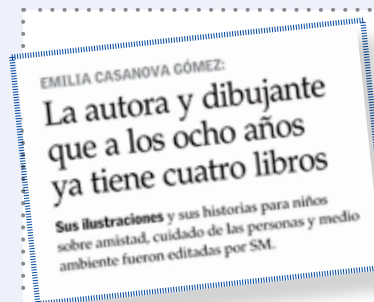 EMILIA CASANOVA GÓMEZ:
La autora y dibujante
que a los ocho años
ya tiene cuatro libros
Sus ilustraciones y sus historias para niños
sobre amistad, cuidado de las personas y medio
ambiente fueron editadas por SM.